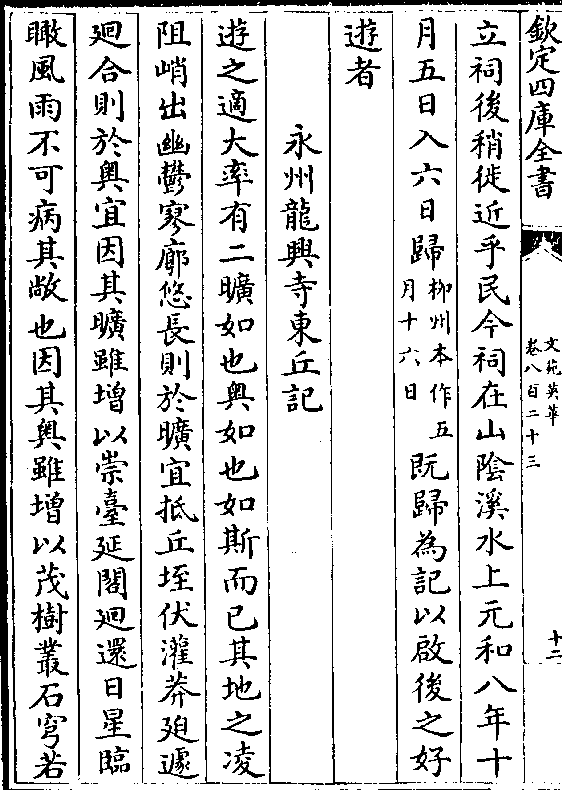 欽定四庫全書
文苑英華
卷八百二十三
十二
立祠後稍徙近乎民今祠在山陰溪水上元和八年十
月五日入六日歸柳州本作五月十六日既歸為記以啟後之好
遊者
永州龍興寺東丘記
遊之適大率有二曠如也奥如也如斯而已其地之凌
阻峭出幽鬱寥廓悠長則於曠宜抵丘垤伏灌莽廹遽
廻合則於奥宜因其曠雖增以崇臺延閣廻還日星臨
瞰風雨不可病其敞也因其奥雖增以茂樹叢石穹若